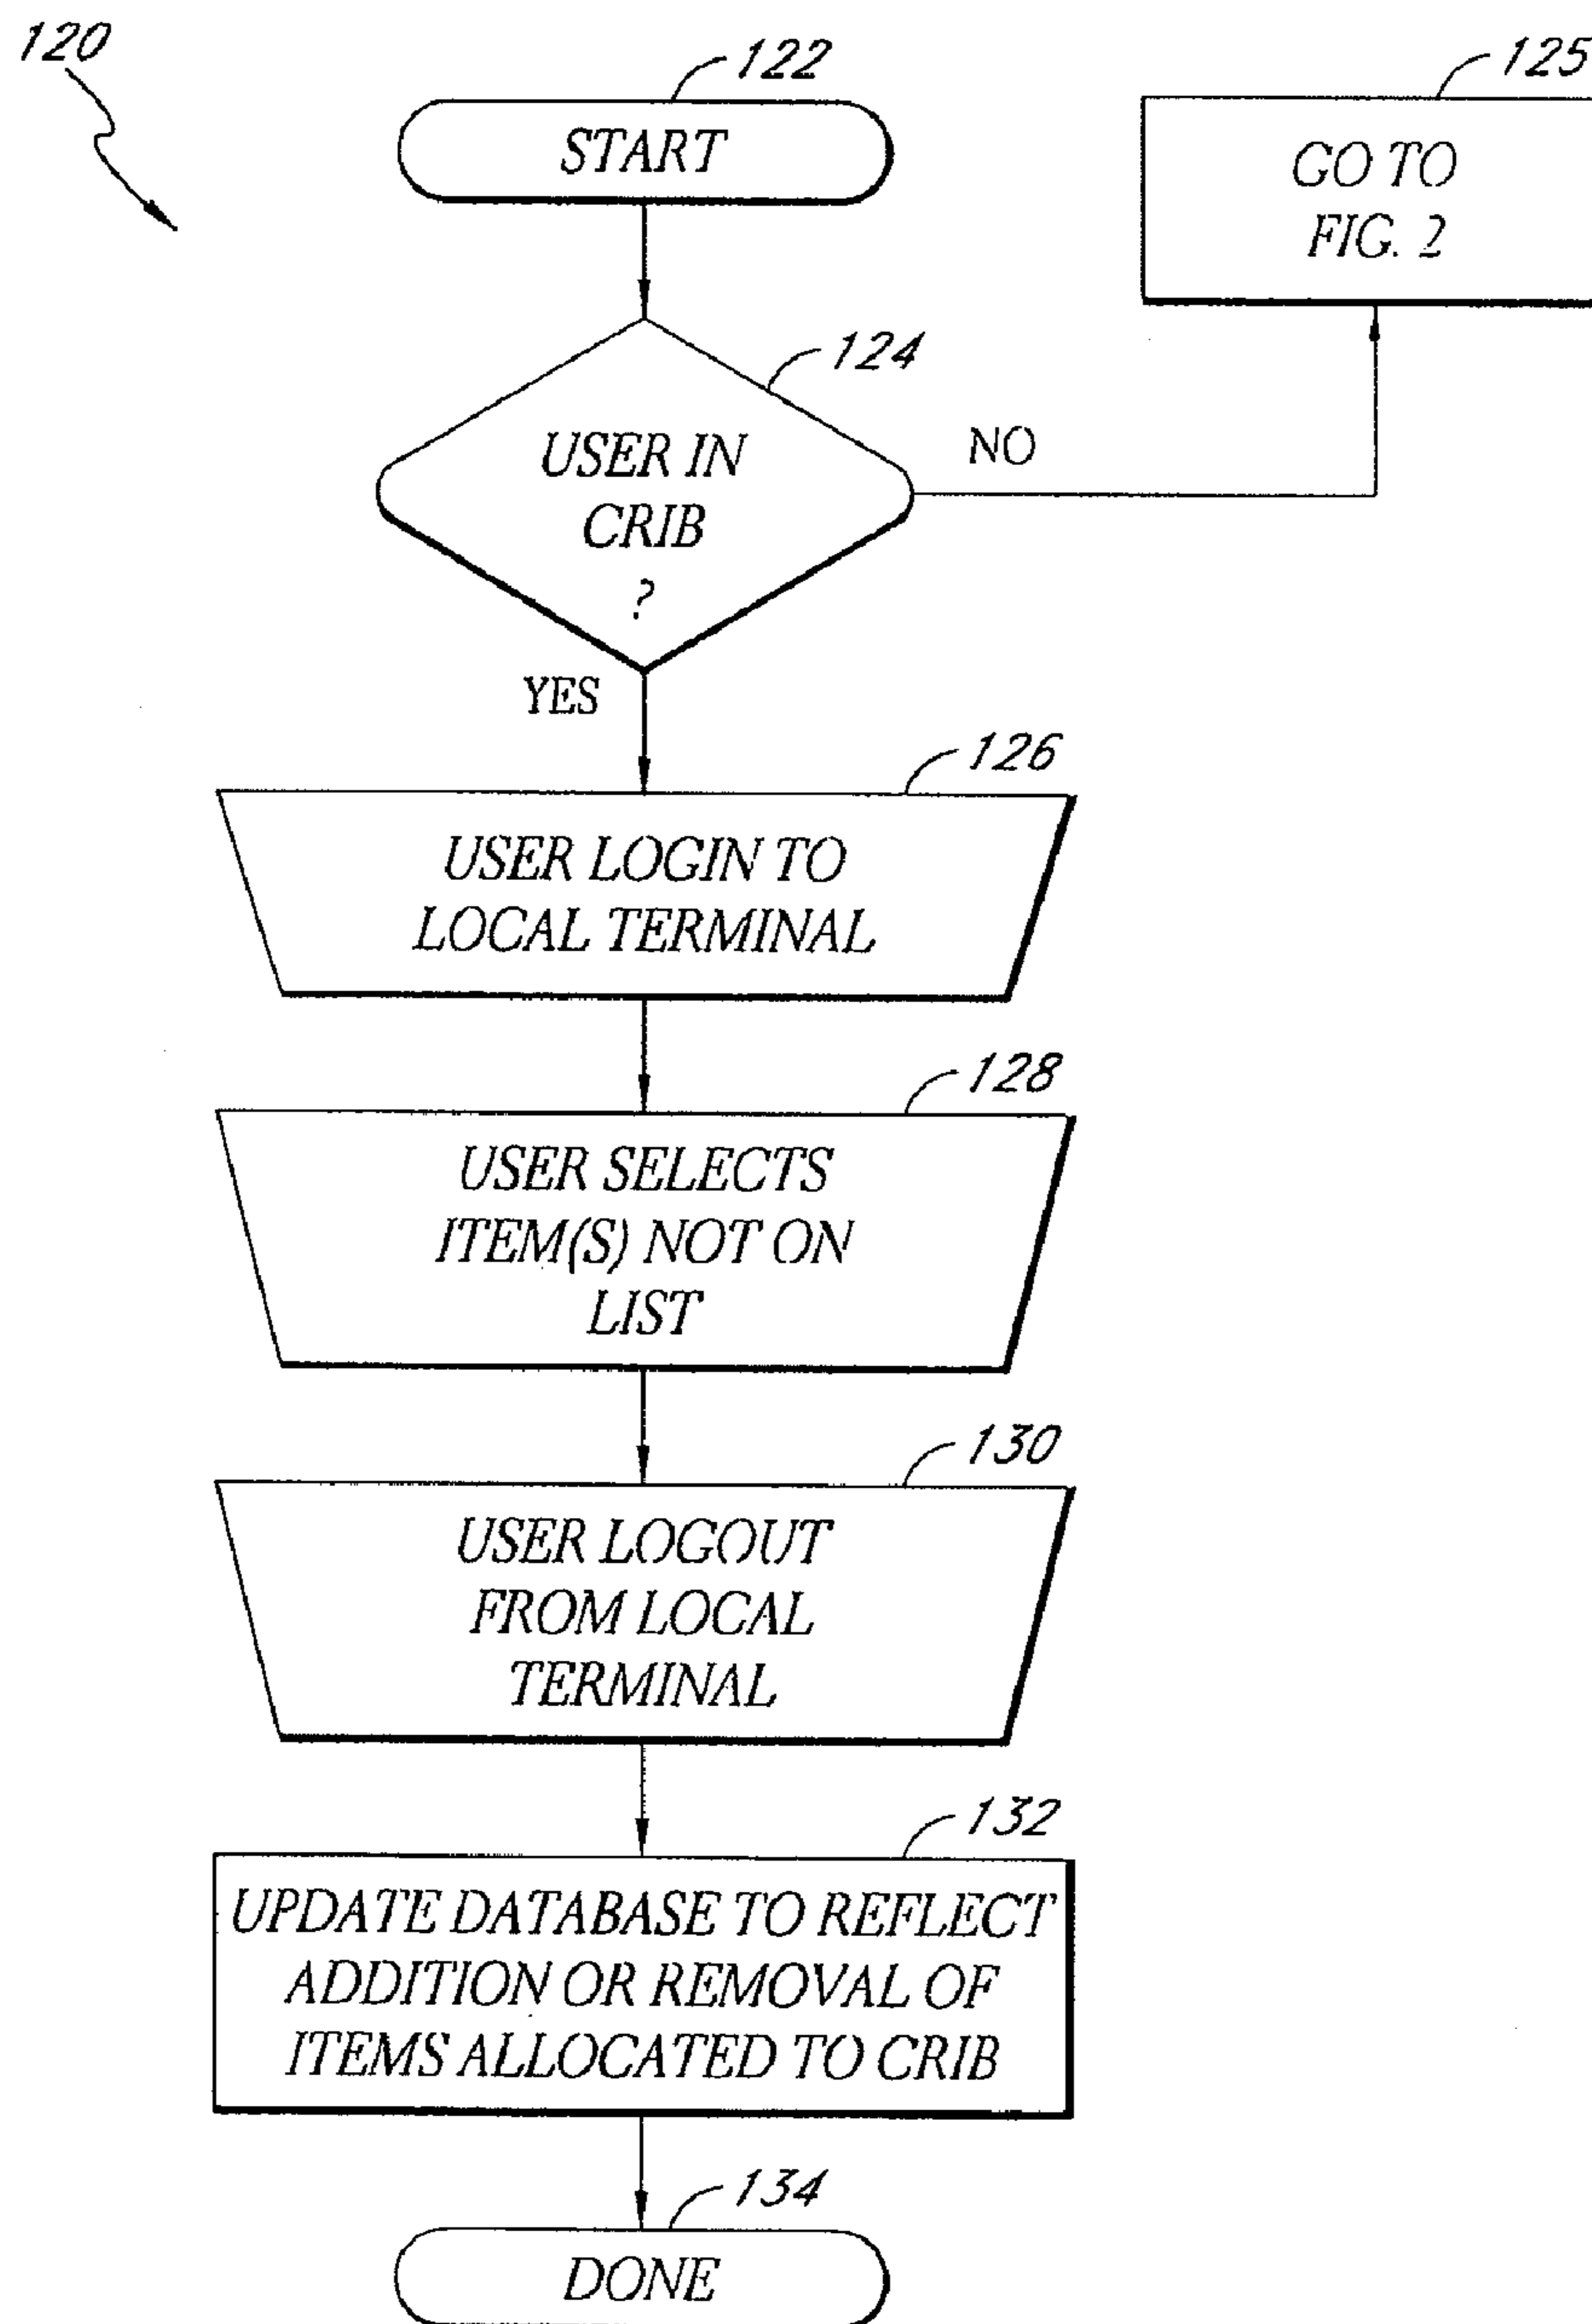 120
122
START
125
GO TO
FIG. 2
124
USER IN
CRIB
?
NO
YES
126
USER LOGIN TO
LOCAL TERMINAL
128
USER SELECTS
ITEM(S) NOT ON
LIST
130
USER LOGOUT
FROM LOCAL
TERMINAL
132
UPDATE DATABASE TO REFLECT
ADDITION OR REMOVAL OF
ITEMS ALLOCATED TO CRIB
134
DONE